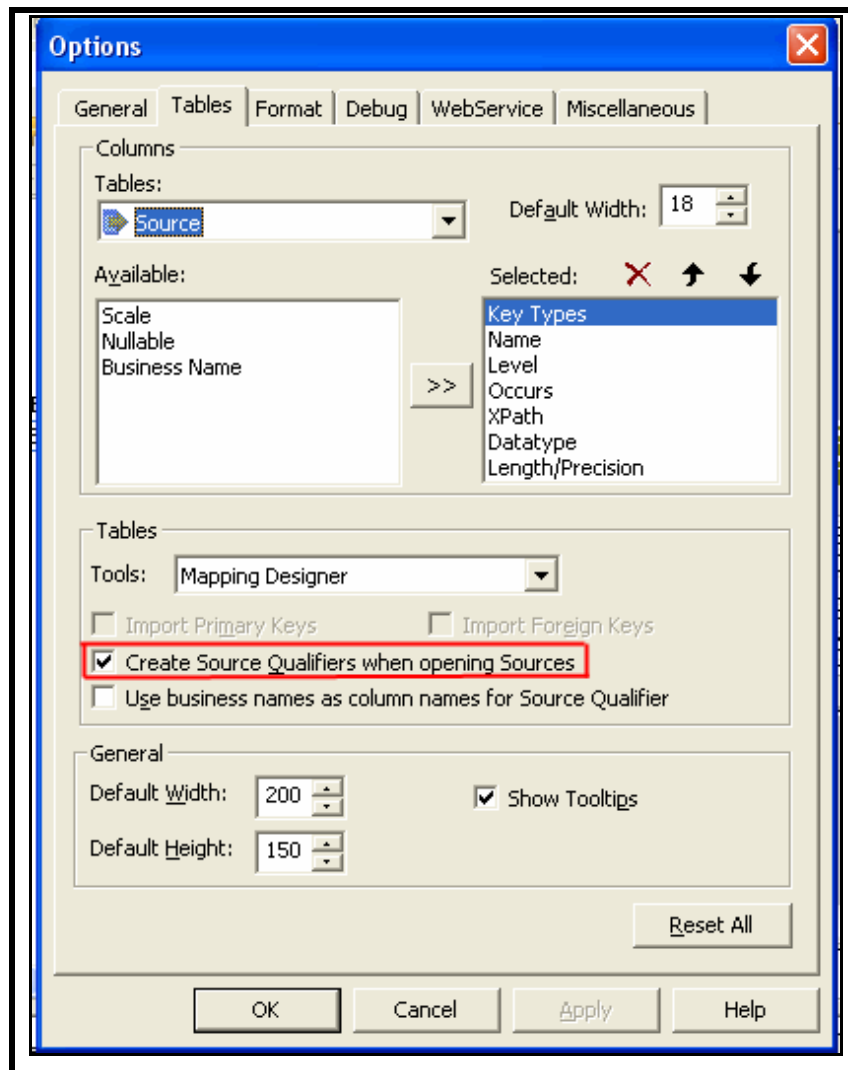 Options
General Tables Format Debug WebService Miscellaneous
Columns
Tables:
Source
Default Width: 18
Available:
Scale
Nullable
Business Name
>>
Selected:
Key Types
Name
Level
Occurs
XPath
Datatype
Length/Precision
Tables
Tools: Mapping Designer
Import Primary Keys Import Foreign Keys
Create Source Qualifiers when opening Sources
Use business names as column names for Source Qualifier
General
Default Width: 200 Show Tooltips
Default Height: 150
Reset All
OK Cancel Apply Help